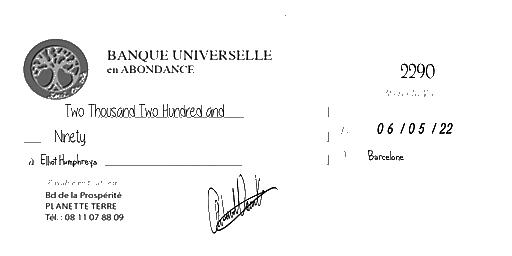 BANQUE UNIVERSELLE
en ABONDANCE
2290
Two Thousand Two Hundred and
Ninety
06/05/22
à Elliot Humphreys
Barcelone
Bd de la Prospérité
PLANETTE TERRE
Tél. : 08 11 07 88 09